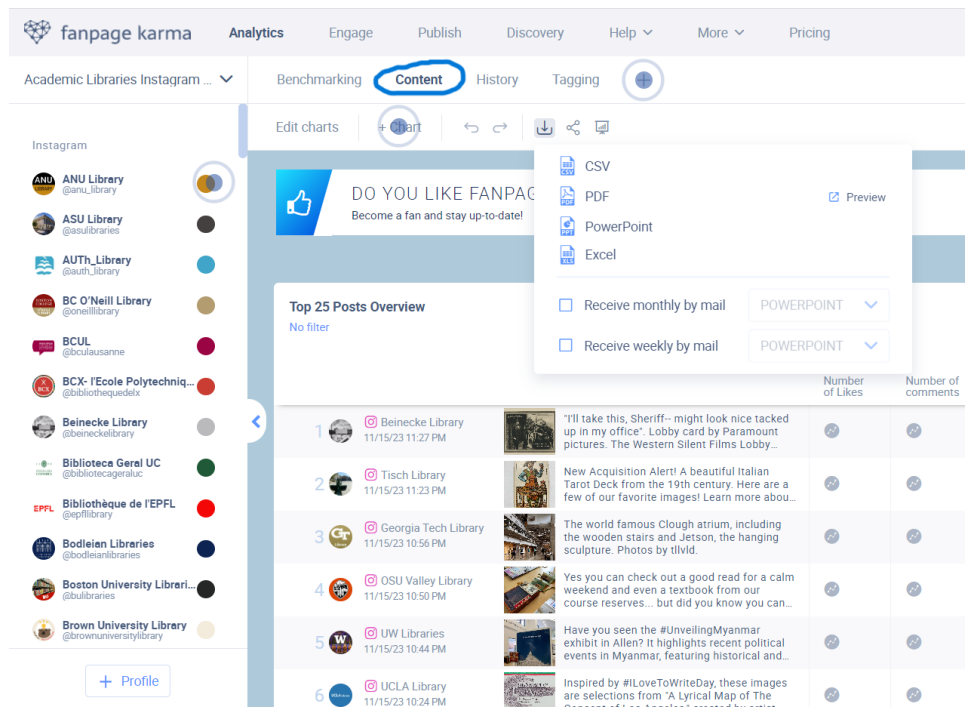 fanpage karma
Analytics
Engage
Publish
Discovery
Help
More
Pricing
Academic Libraries Instagram ...
Benchmarking
Content
History
Tagging
Edit charts
+ Chart
Instagram
ANU Library
@anu_library
ASU Library
@asulibraries
AUTh_Library
@auth_library
BC O'Neill Library
@oneilllibrary
BCUL
@bculausanne
BCX- l'Ecole Polytechniq...
@bibliothequedelx
Beinecke Library
@beineckelibrary
Biblioteca Geral UC
@bibliotecageraluc
Bibliothèque de l'EPFL
@epfllibrary
Bodleian Libraries
@bodleianlibraries
Boston University Librari...
@bulibraries
Brown University Library
@brownuniversitylibrary
+ Profile
DO YOU LIKE FANPAG
Become a fan and stay up-to-date!
CSV
PDF
Preview
PowerPoint
Excel
Receive monthly by mail
POWERPOINT
Receive weekly by mail
POWERPOINT
Top 25 Posts Overview
No filter
Number
of Likes
Number of
comments
1
Beinecke Library
11/15/23 11:27 PM
"I'll take this, Sheriff-- might look nice tacked
up in my office". Lobby card by Paramount
pictures. The Western Silent Films Lobby...
2
Tisch Library
11/15/23 11:23 PM
New Acquisition Alert! A beautiful Italian
Tarot Deck from the 19th century. Here are a
few of our favorite images! Learn more abou...
3
Georgia Tech Library
11/15/23 10:56 PM
The world famous Clough atrium, including
the wooden stairs and Jetson, the hanging
sculpture. Photos by tllvld.
4
OSU Valley Library
11/15/23 10:50 PM
Yes you can check out a good read for a calm
weekend and even a textbook from our
course reserves... but did you know you can...
5
UW Libraries
11/15/23 10:44 PM
Have you seen the #UnveilingMyanmar
exhibit in Allen? It highlights recent political
events in Myanmar, featuring historical and...
6
UCLA Library
11/15/23 10:24 PM
Inspired by #ILoveToWriteDay, these images
are selections from "A Lyrical Map of The
Concept of Los Angeles" created by artist